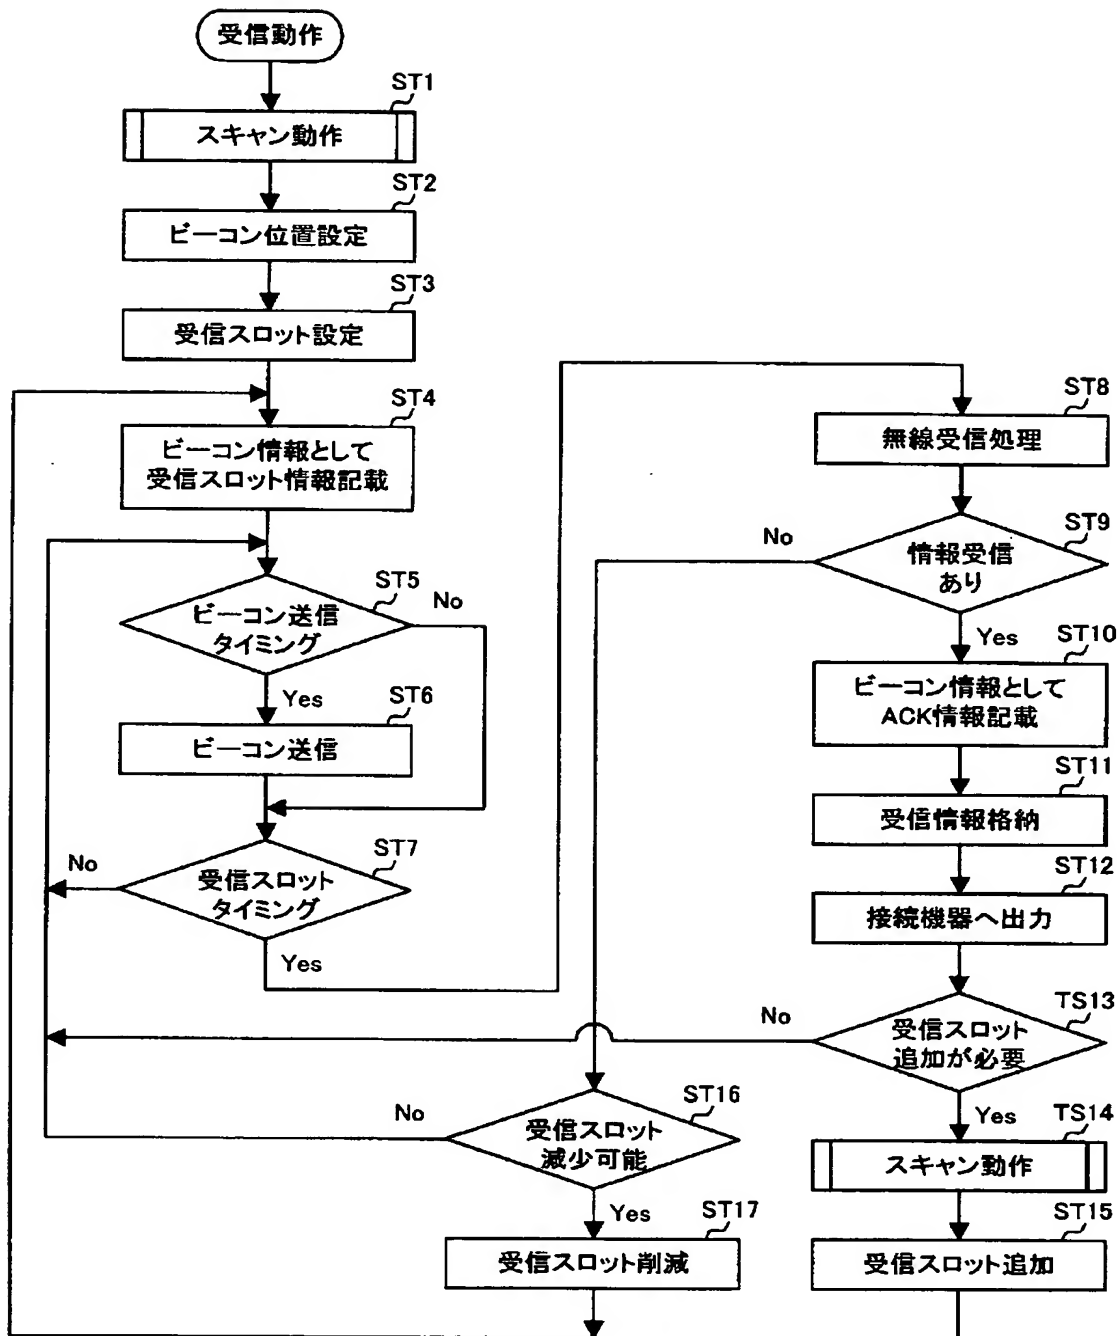 受信動作
ST1
スキャン動作
ST2
ビーコン位置設定
ST3
受信スロット設定
ST4
ビーコン情報として
受信スロット情報記載
ST5
ビーコン送信
タイミング
No
Yes
ST6
ビーコン送信
ST7
受信スロット
タイミング
No
Yes
ST8
無線受信処理
ST9
情報受信
あり
No
Yes
ST10
ビーコン情報として
ACK情報記載
ST11
受信情報格納
ST12
接続機器へ出力
TS13
受信スロット
追加が必要
No
Yes
TS14
スキャン動作
ST15
受信スロット追加
ST16
受信スロット
減少可能
No
Yes
ST17
受信スロット削減